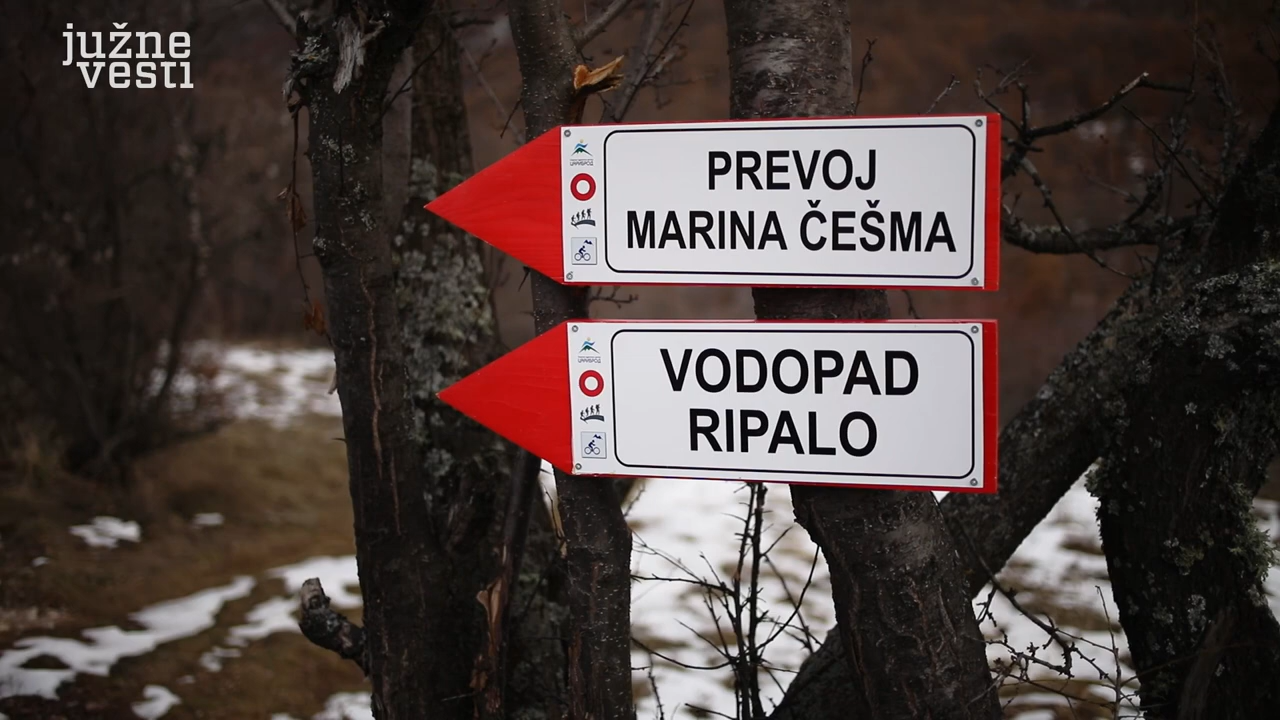 južne
vesti
PREVOJ
MARINA ČEŠMA
VODOPAD
RIPALO